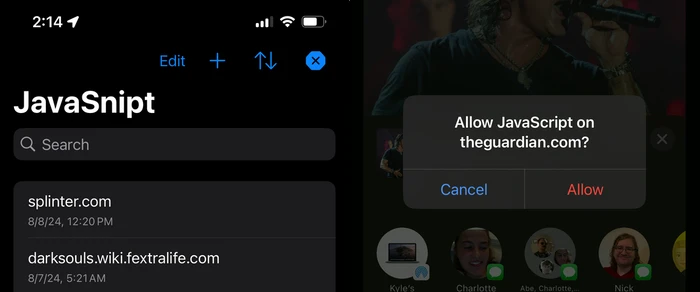 2:14
Edit
JavaSnipt
Search
splinter.com
8/8/24, 12:20 PM
darksouls.wiki.fextralife.com
8/7/24, 5:21 AM
Allow JavaScript on
theguardian.com?
Cancel
Allow
Kyle's
Charlotte
Abe, Charlotte,...
Nick